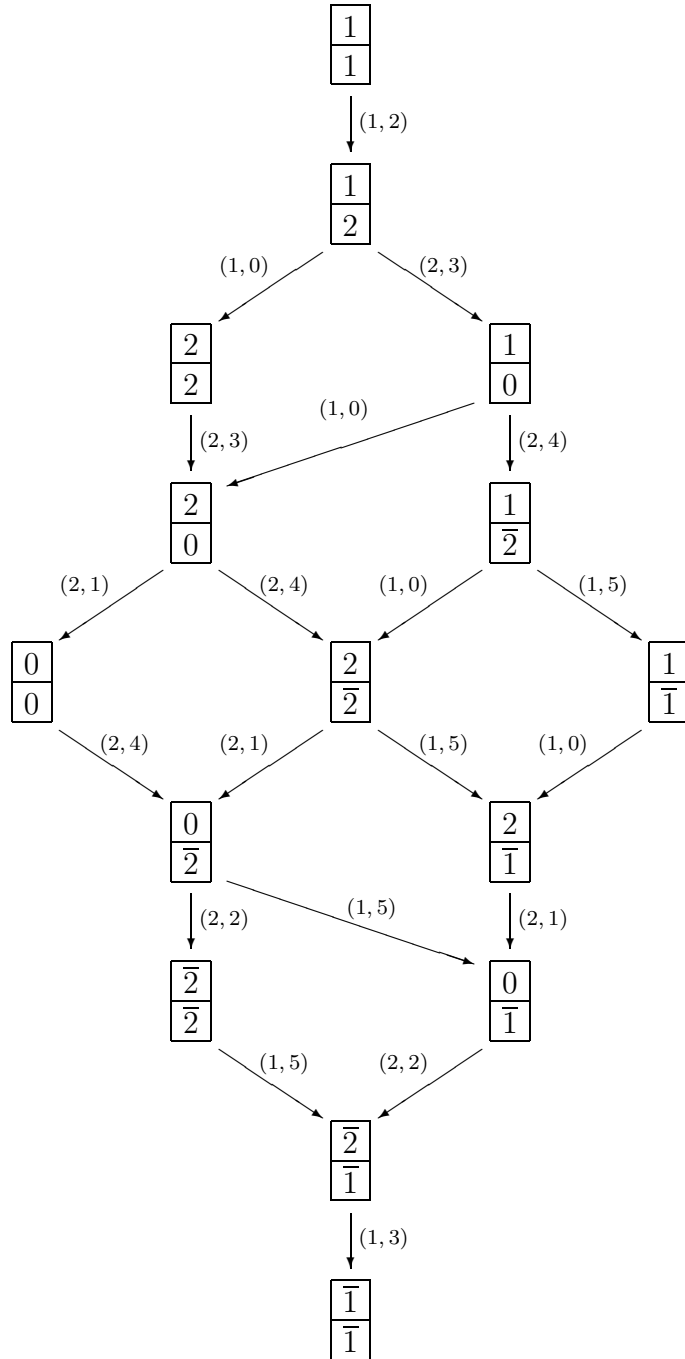 1
1
(1, 2)
1
2
(1, 0) (2, 3)
2 1
2 0
(1, 0)
(2, 3) (2, 4)
2 1
0 2̅
(2, 1) (2, 4) (1, 0) (1, 5)
0 2 1
0 2̅ 1̅
(2, 4) (2, 1) (1, 5) (1, 0)
0 2
2̅ 1̅
(2, 2) (1, 5) (2, 1)
2̅ 0
2̅ 1̅
(1, 5) (2, 2)
2̅
1̅
(1, 3)
1̅
1̅